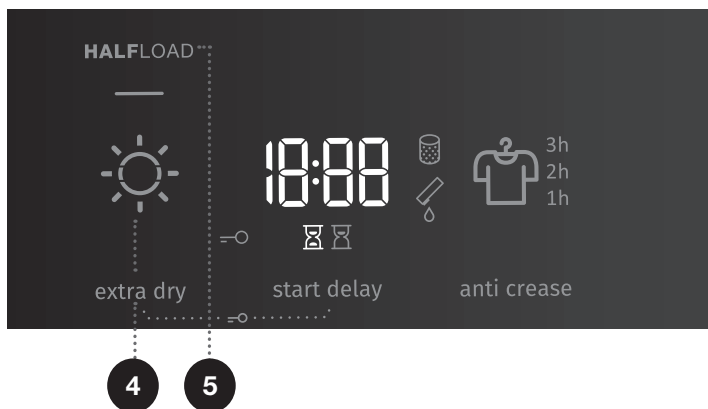 HALFLOAD
18:88
3h
2h
1h
extra dry
start delay
anti crease
4
5